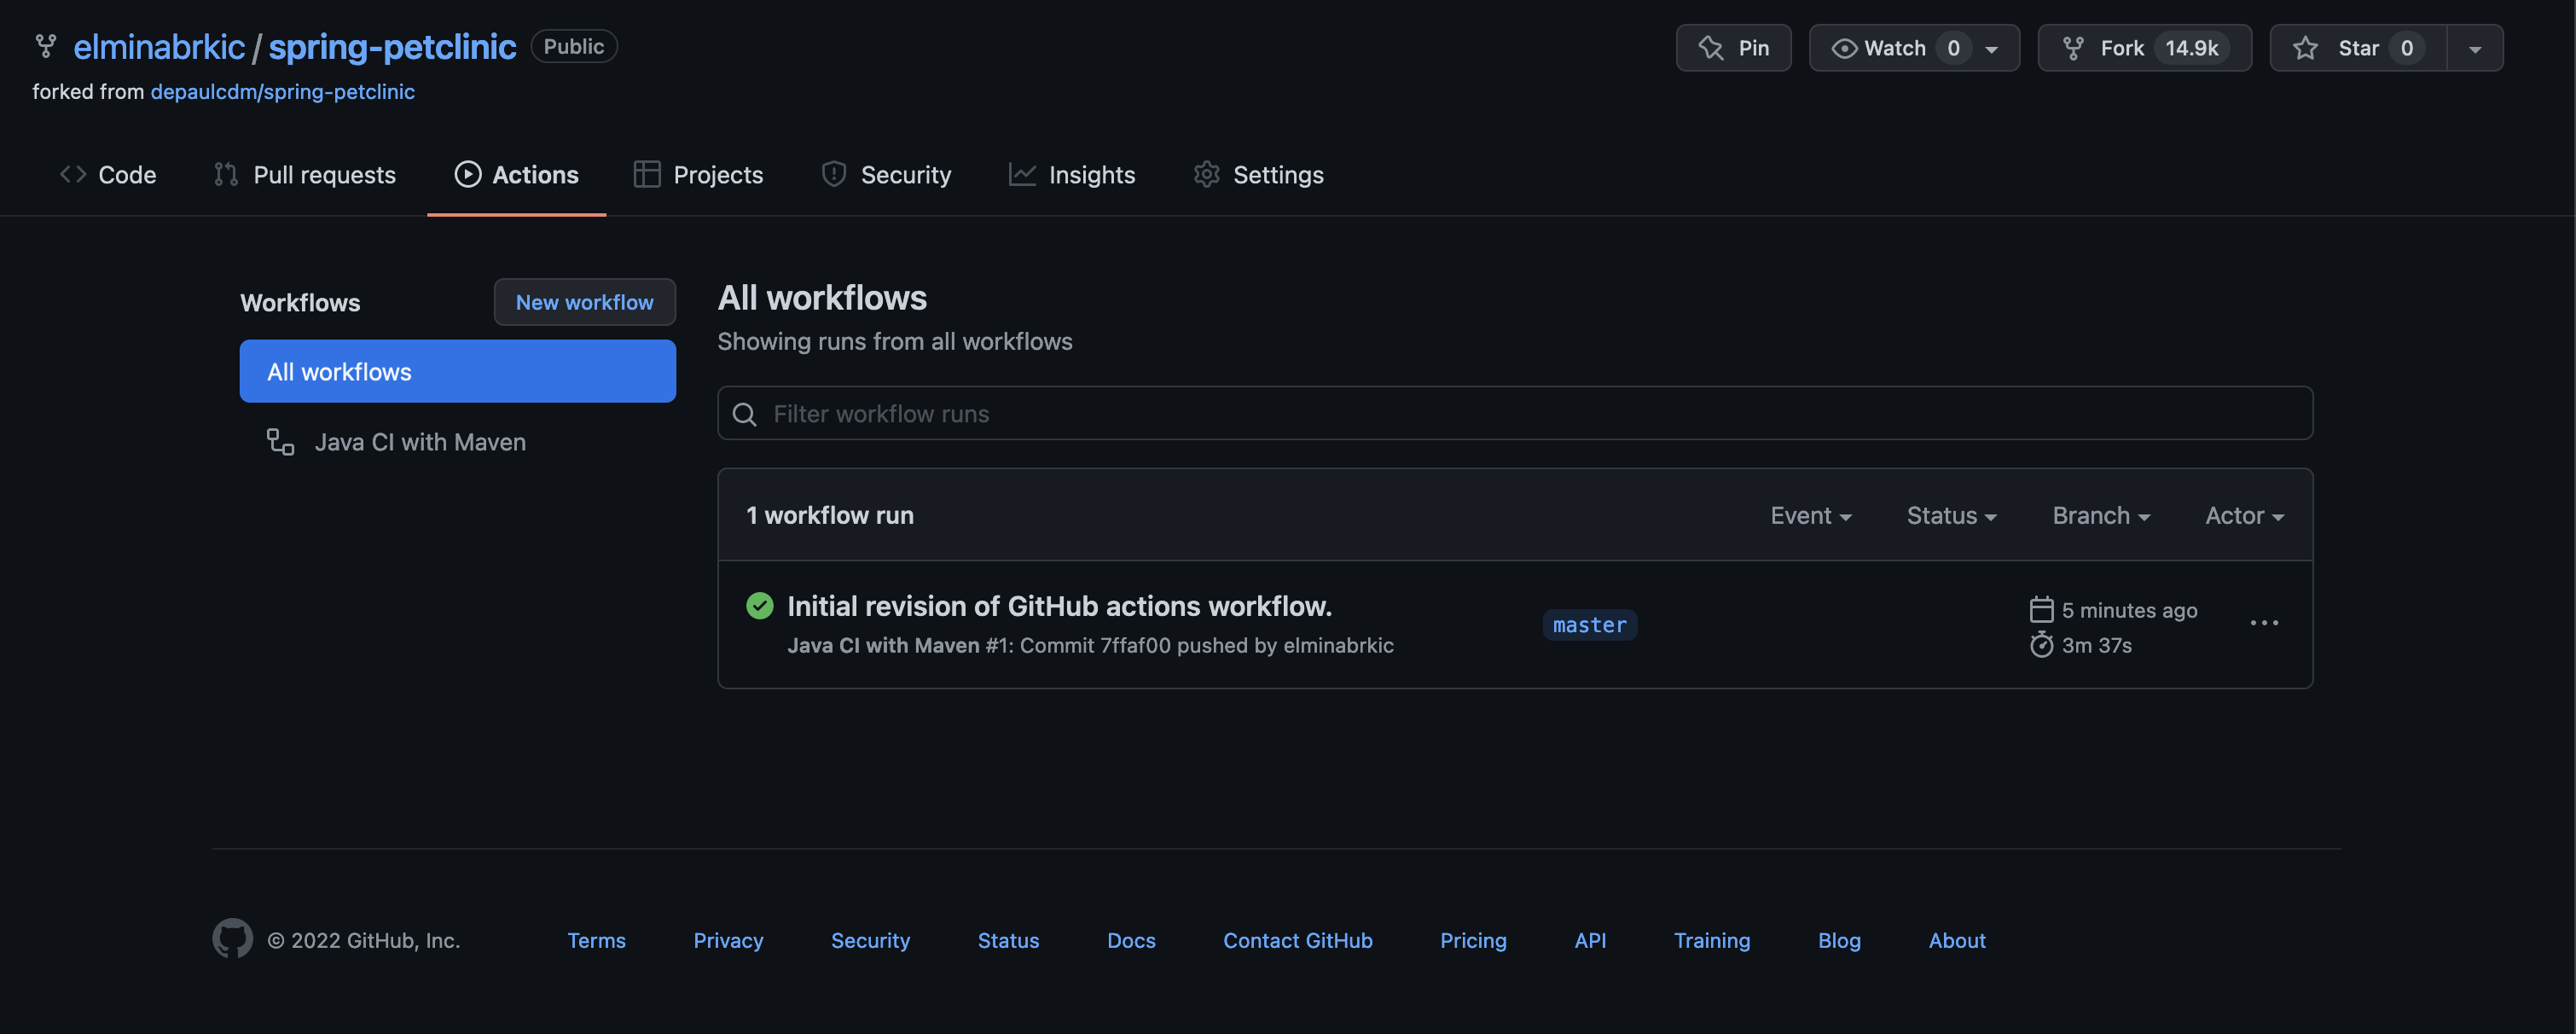 elminabrkic / spring-petclinic Public Pin Watch 0 Fork 14.9k Star 0
forked from depaulcdm/spring-petclinic
Code Pull requests Actions Projects Security Insights Settings
Workflows New workflow
All workflows
Java CI with Maven
All workflows
Showing runs from all workflows
Filter workflow runs
1 workflow run Event Status Branch Actor
Initial revision of GitHub actions workflow.
Java CI with Maven #1: Commit 7ffaf00 pushed by elminabrkic
master
5 minutes ago
3m 37s
© 2022 GitHub, Inc. Terms Privacy Security Status Docs Contact GitHub Pricing API Training Blog About